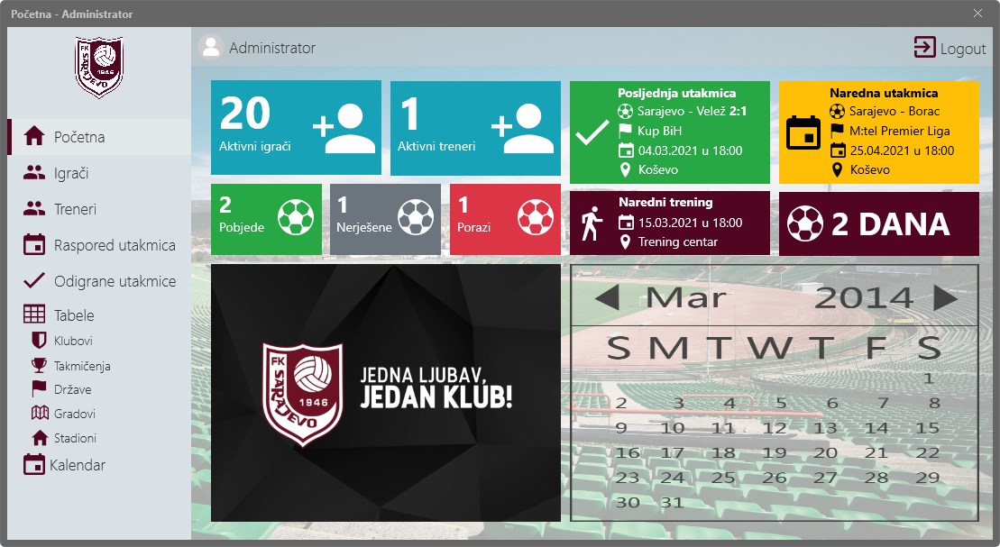 Početna - Administrator
Administrator
Logout
FK
SARAJEVO
1946
Početna
Igrači
Treneri
Raspored utakmica
Odigrane utakmice
Tabele
Klubovi
Takmičenja
Države
Gradovi
Stadioni
Kalendar
20
Aktivni igrači
1
Aktivni treneri
Posljednja utakmica
Sarajevo - Velež 2:1
Kup BiH
04.03.2021 u 18:00
Koševo
Naredna utakmica
Sarajevo - Borac
M:tel Premier Liga
25.04.2021 u 18:00
Koševo
2
Pobjede
1
Nerješene
1
Porazi
Naredni trening
15.03.2021 u 18:00
Trening centar
2 DANA
FK
SARAJEVO
1946
JEDNA LJUBAV,
JEDAN KLUB!
Mar 2014
S M T W T F S
1
2 3 4 5 6 7 8
9 10 11 12 13 14 15
16 17 18 19 20 21 22
23 24 25 26 27 28 29
30 31